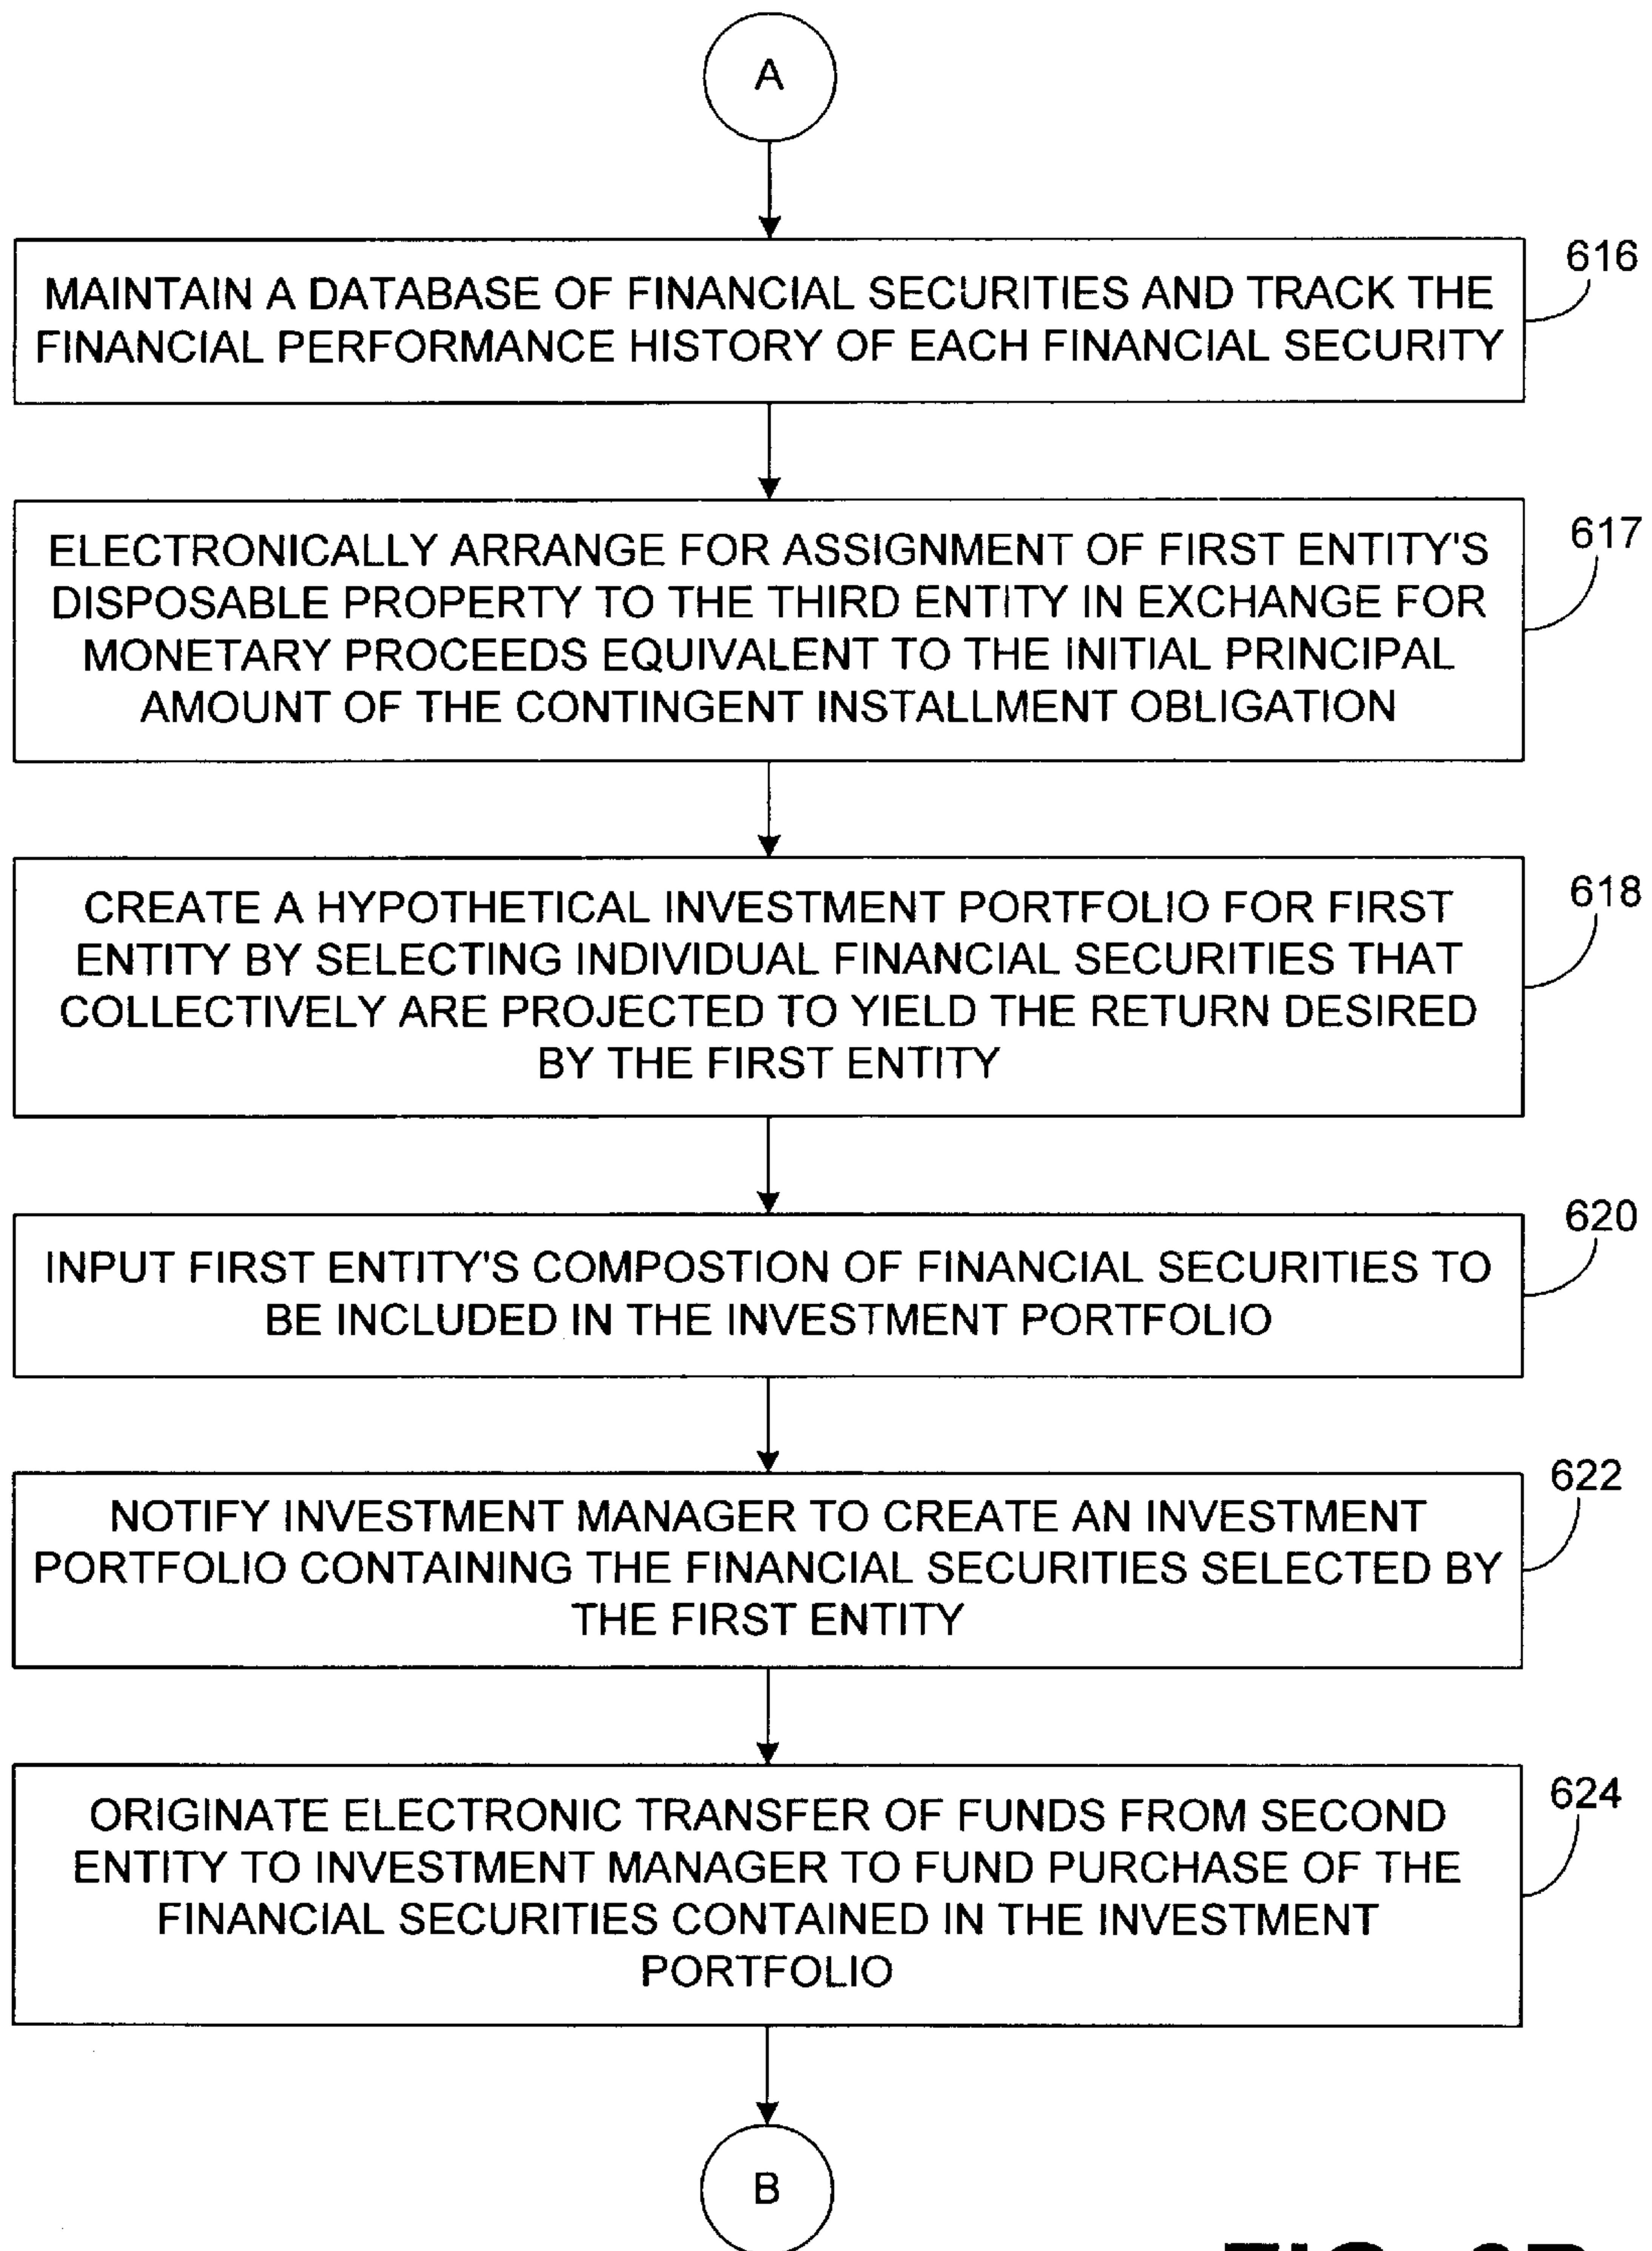 A
MAINTAIN A DATABASE OF FINANCIAL SECURITIES AND TRACK THE
FINANCIAL PERFORMANCE HISTORY OF EACH FINANCIAL SECURITY
616
ELECTRONICALLY ARRANGE FOR ASSIGNMENT OF FIRST ENTITY'S
DISPOSABLE PROPERTY TO THE THIRD ENTITY IN EXCHANGE FOR
MONETARY PROCEEDS EQUIVALENT TO THE INITIAL PRINCIPAL
AMOUNT OF THE CONTINGENT INSTALLMENT OBLIGATION
617
CREATE A HYPOTHETICAL INVESTMENT PORTFOLIO FOR FIRST
ENTITY BY SELECTING INDIVIDUAL FINANCIAL SECURITIES THAT
COLLECTIVELY ARE PROJECTED TO YIELD THE RETURN DESIRED
BY THE FIRST ENTITY
618
INPUT FIRST ENTITY'S COMPOSTION OF FINANCIAL SECURITIES TO
BE INCLUDED IN THE INVESTMENT PORTFOLIO
620
NOTIFY INVESTMENT MANAGER TO CREATE AN INVESTMENT
PORTFOLIO CONTAINING THE FINANCIAL SECURITIES SELECTED BY
THE FIRST ENTITY
622
ORIGINATE ELECTRONIC TRANSFER OF FUNDS FROM SECOND
ENTITY TO INVESTMENT MANAGER TO FUND PURCHASE OF THE
FINANCIAL SECURITIES CONTAINED IN THE INVESTMENT
PORTFOLIO
624
B